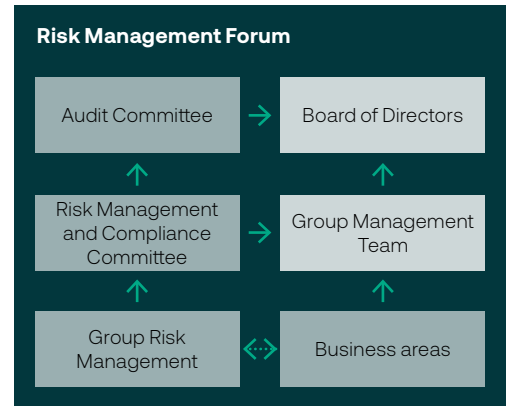 Risk Management Forum
Audit Committee
Board of Directors
Risk Management
and Compliance
Committee
Group Management
Team
Group Risk
Management
Business areas